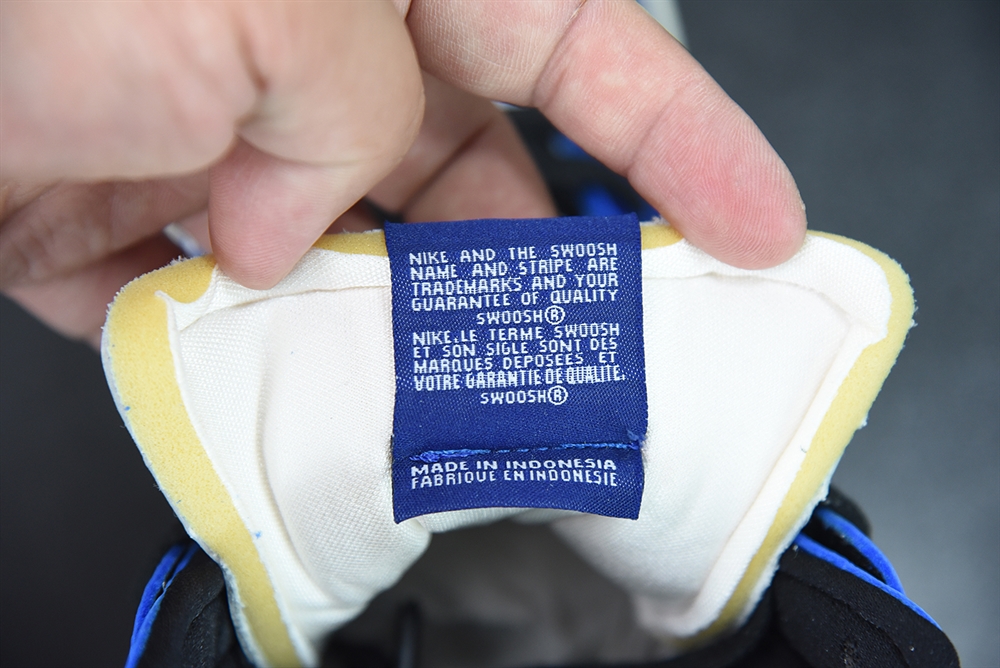 NIKE AND THE SWOOSH
NAME AND STRIPE ARE
TRADEMARKS AND YOUR
GUARANTEE OF QUALITY
SWOOSH®
NIKE.LE TERME SWOOSH
ET SON SIGLE SONT DES
MARQUES DEPOSEES ET
VOTRE GARANTIE DE QUALITE.
SWOOSH®
MADE IN INDONESIA
FABRIQUE EN INDONESIE